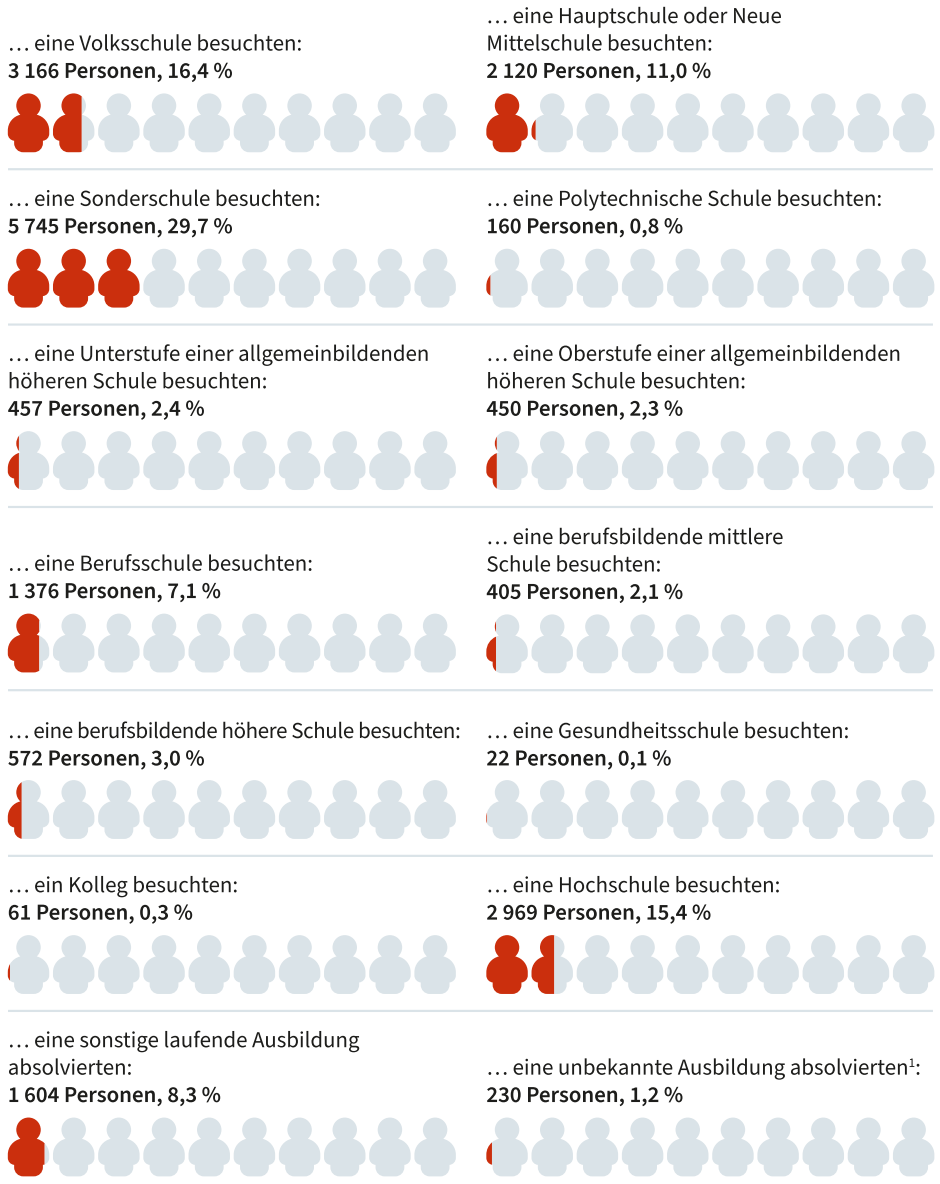 … eine Volksschule besuchten:
3 166 Personen, 16,4 %
… eine Hauptschule oder Neue
Mittelschule besuchten:
2 120 Personen, 11,0 %
… eine Sonderschule besuchten:
5 745 Personen, 29,7 %
… eine Polytechnische Schule besuchten:
160 Personen, 0,8 %
… eine Unterstufe einer allgemeinbildenden
höheren Schule besuchten:
457 Personen, 2,4 %
… eine Oberstufe einer allgemeinbildenden
höheren Schule besuchten:
450 Personen, 2,3 %
… eine Berufsschule besuchten:
1 376 Personen, 7,1 %
… eine berufsbildende mittlere
Schule besuchten:
405 Personen, 2,1 %
… eine berufsbildende höhere Schule besuchten:
572 Personen, 3,0 %
… eine Gesundheitsschule besuchten:
22 Personen, 0,1 %
… ein Kolleg besuchten:
61 Personen, 0,3 %
… eine Hochschule besuchten:
2 969 Personen, 15,4 %
… eine sonstige laufende Ausbildung
absolvierten:
1 604 Personen, 8,3 %
… eine unbekannte Ausbildung absolvierten¹:
230 Personen, 1,2 %